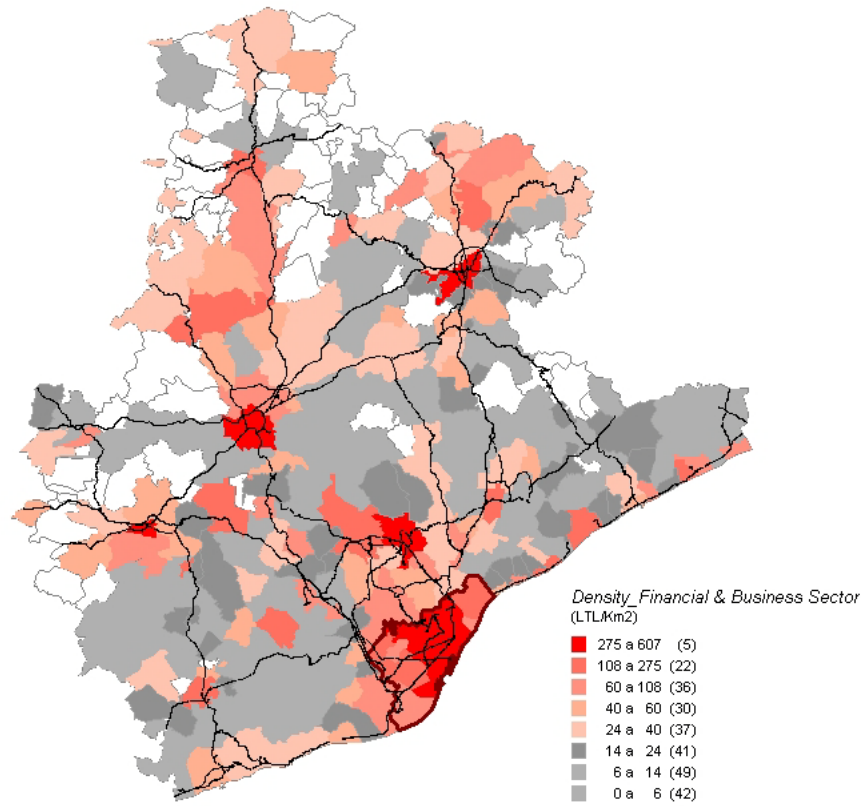 Density_Financial & Business Sector
(LTL/Km2)
275 a 607 (5)
108 a 275 (22)
60 a 108 (36)
40 a 60 (30)
24 a 40 (37)
14 a 24 (41)
6 a 14 (49)
0 a 6 (42)